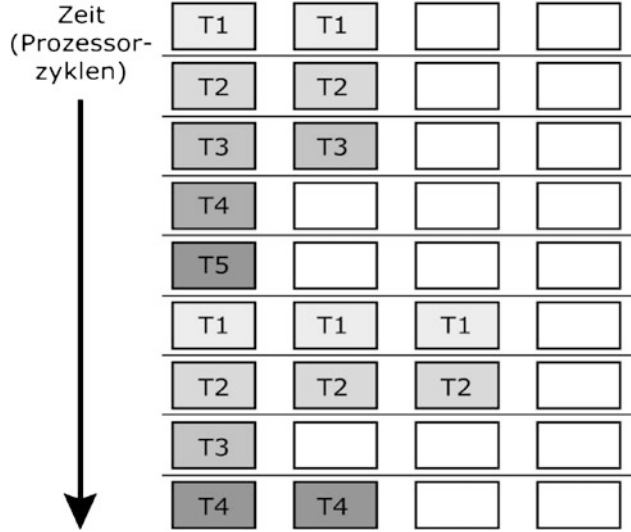 Zeit
(Prozessor-
zyklen)
T1 T1
T2 T2
T3 T3
T4
T5
T1 T1 T1
T2 T2 T2
T3
T4 T4